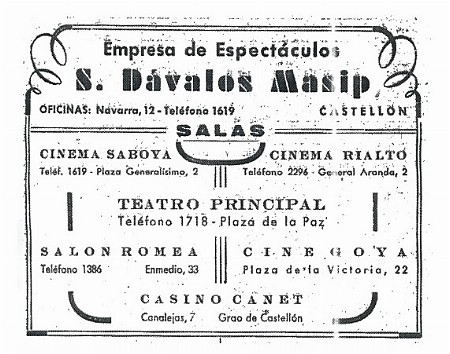 Empresa de Espectáculos
S. Dávalos Masip
OFICINAS: Navarra, 12 - Teléfono 1619 CASTELLÓN
SALAS
CINEMA SABOYA CINEMA RIALTO
Teléf. 1619 - Plaza Generalísimo, 2 Teléfono 2296 - General Aranda, 2
TEATRO PRINCIPAL
Teléfono 1718 - Plaza de la Paz
SALON ROMEA CINE GOYA
Teléfono 1386 Enmedio, 33 Plaza de la Victoria, 22
CASINO CANET
Canalejas, 7 Grao de Castellón